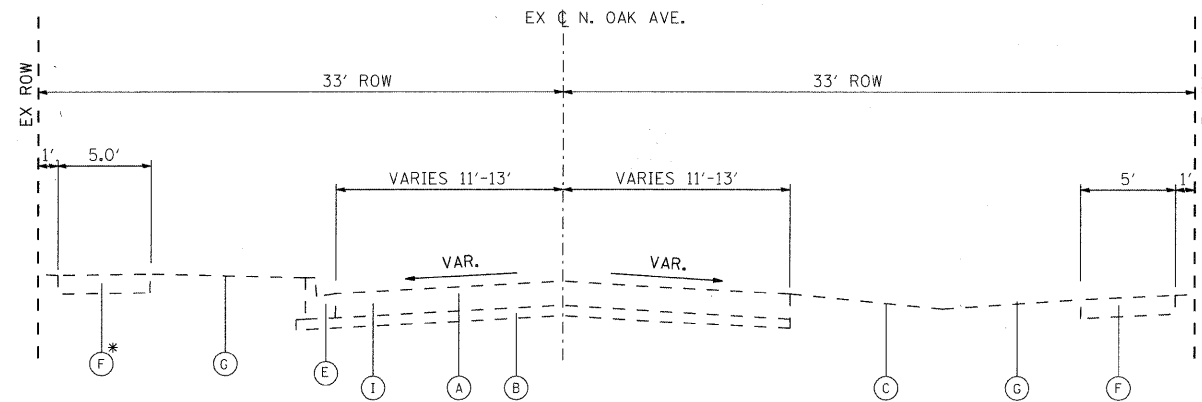 EX ℄ N. OAK AVE.
EX ROW
33' ROW
33' ROW
1'
5.0'
VARIES 11'-13'
VARIES 11'-13'
5'
1'
VAR.
VAR.
F*
G
E
I
A
B
C
G
F